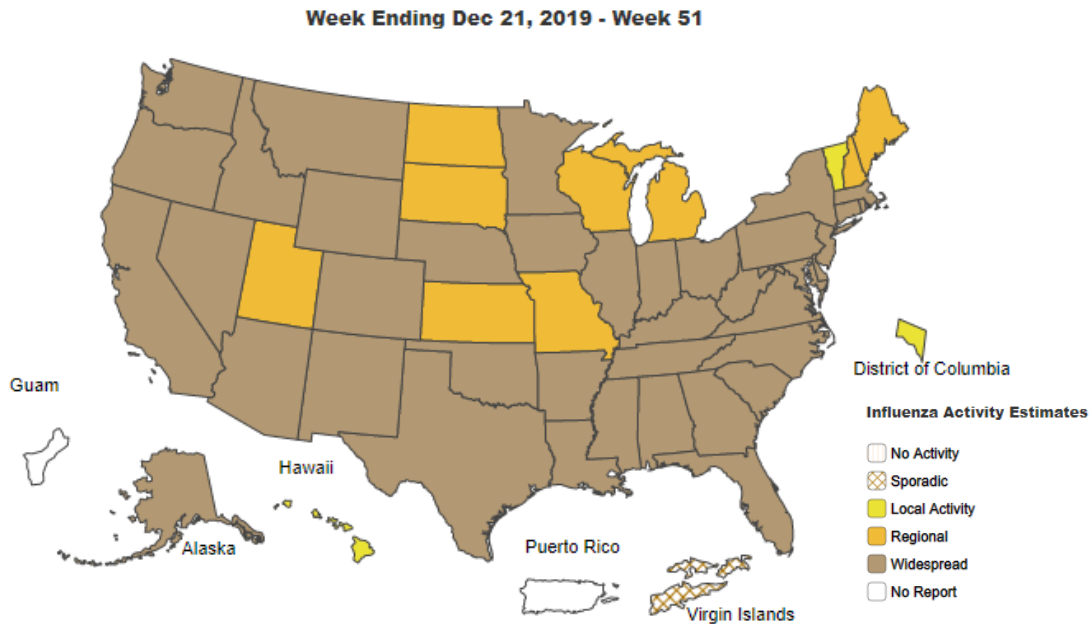 Week Ending Dec 21, 2019 - Week 51
District of Columbia
Guam
Hawaii
Alaska
Puerto Rico
Virgin Islands
Influenza Activity Estimates
No Activity
Sporadic
Local Activity
Regional
Widespread
No Report